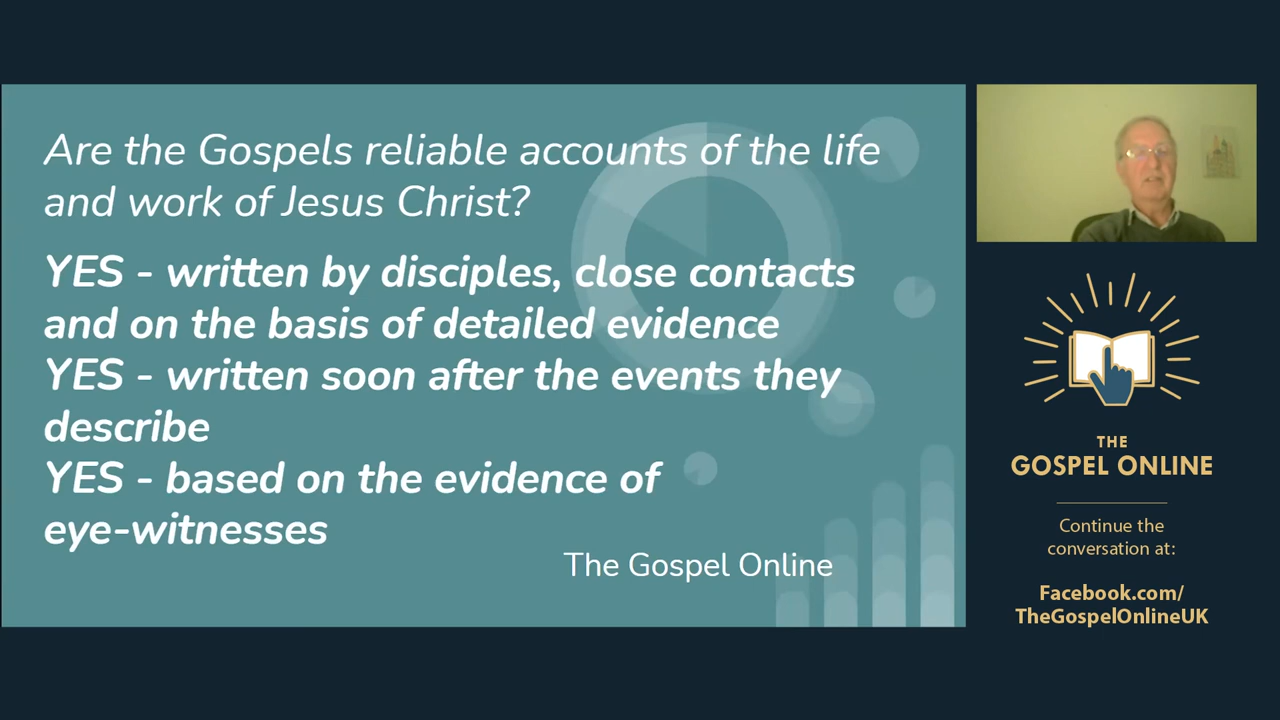 Are the Gospels reliable accounts of the life
and work of Jesus Christ?
YES - written by disciples, close contacts
and on the basis of detailed evidence
YES - written soon after the events they
describe
YES - based on the evidence of
eye-witnesses
The Gospel Online
THE
GOSPEL ONLINE
Continue the
conversation at:
Facebook.com/
TheGospelOnlineUK